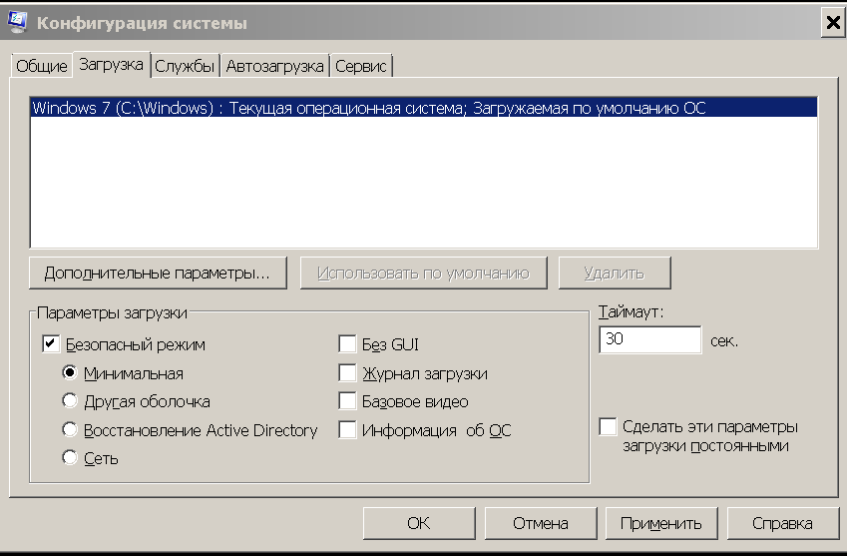 Конфигурация системы
Общие Загрузка Службы Автозагрузка Сервис
Windows 7 (C:\Windows) : Текущая операционная система; Загружаемая по умолчанию ОС
Дополнительные параметры... Использовать по умолчанию Удалить
Параметры загрузки
Таймаут:
Безопасный режим Без GUI
30 сек.
Минимальная Журнал загрузки
Другая оболочка Базовое видео
Восстановление Active Directory Информация об ОС
Сеть
Сделать эти параметры
загрузки постоянными
ОК Отмена Применить Справка